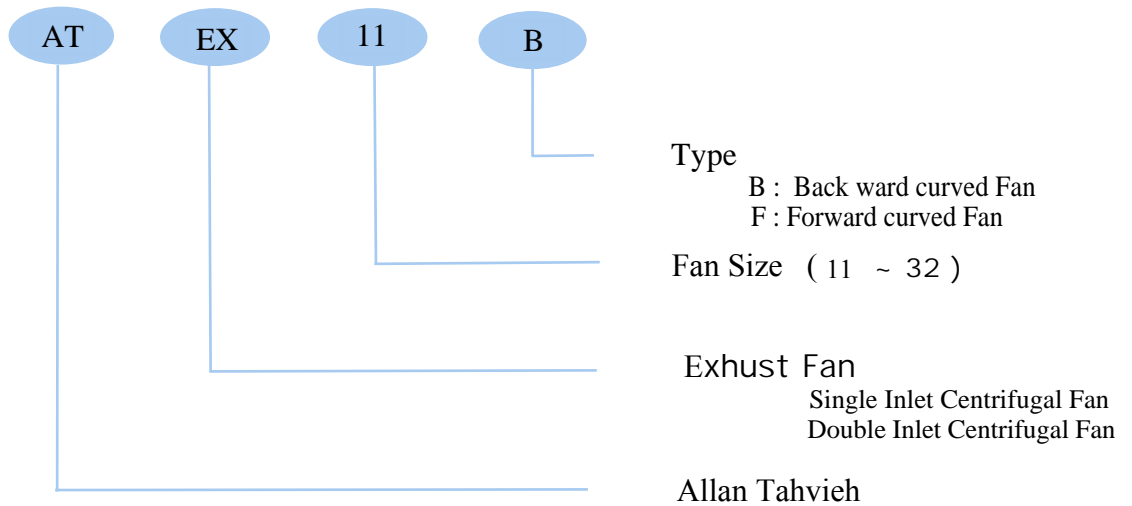 AT EX 11 B
Type
B : Back ward curved Fan
F : Forward curved Fan
Fan Size ( 11 ~ 32 )
Exhust Fan
Single Inlet Centrifugal Fan
Double Inlet Centrifugal Fan
Allan Tahvieh